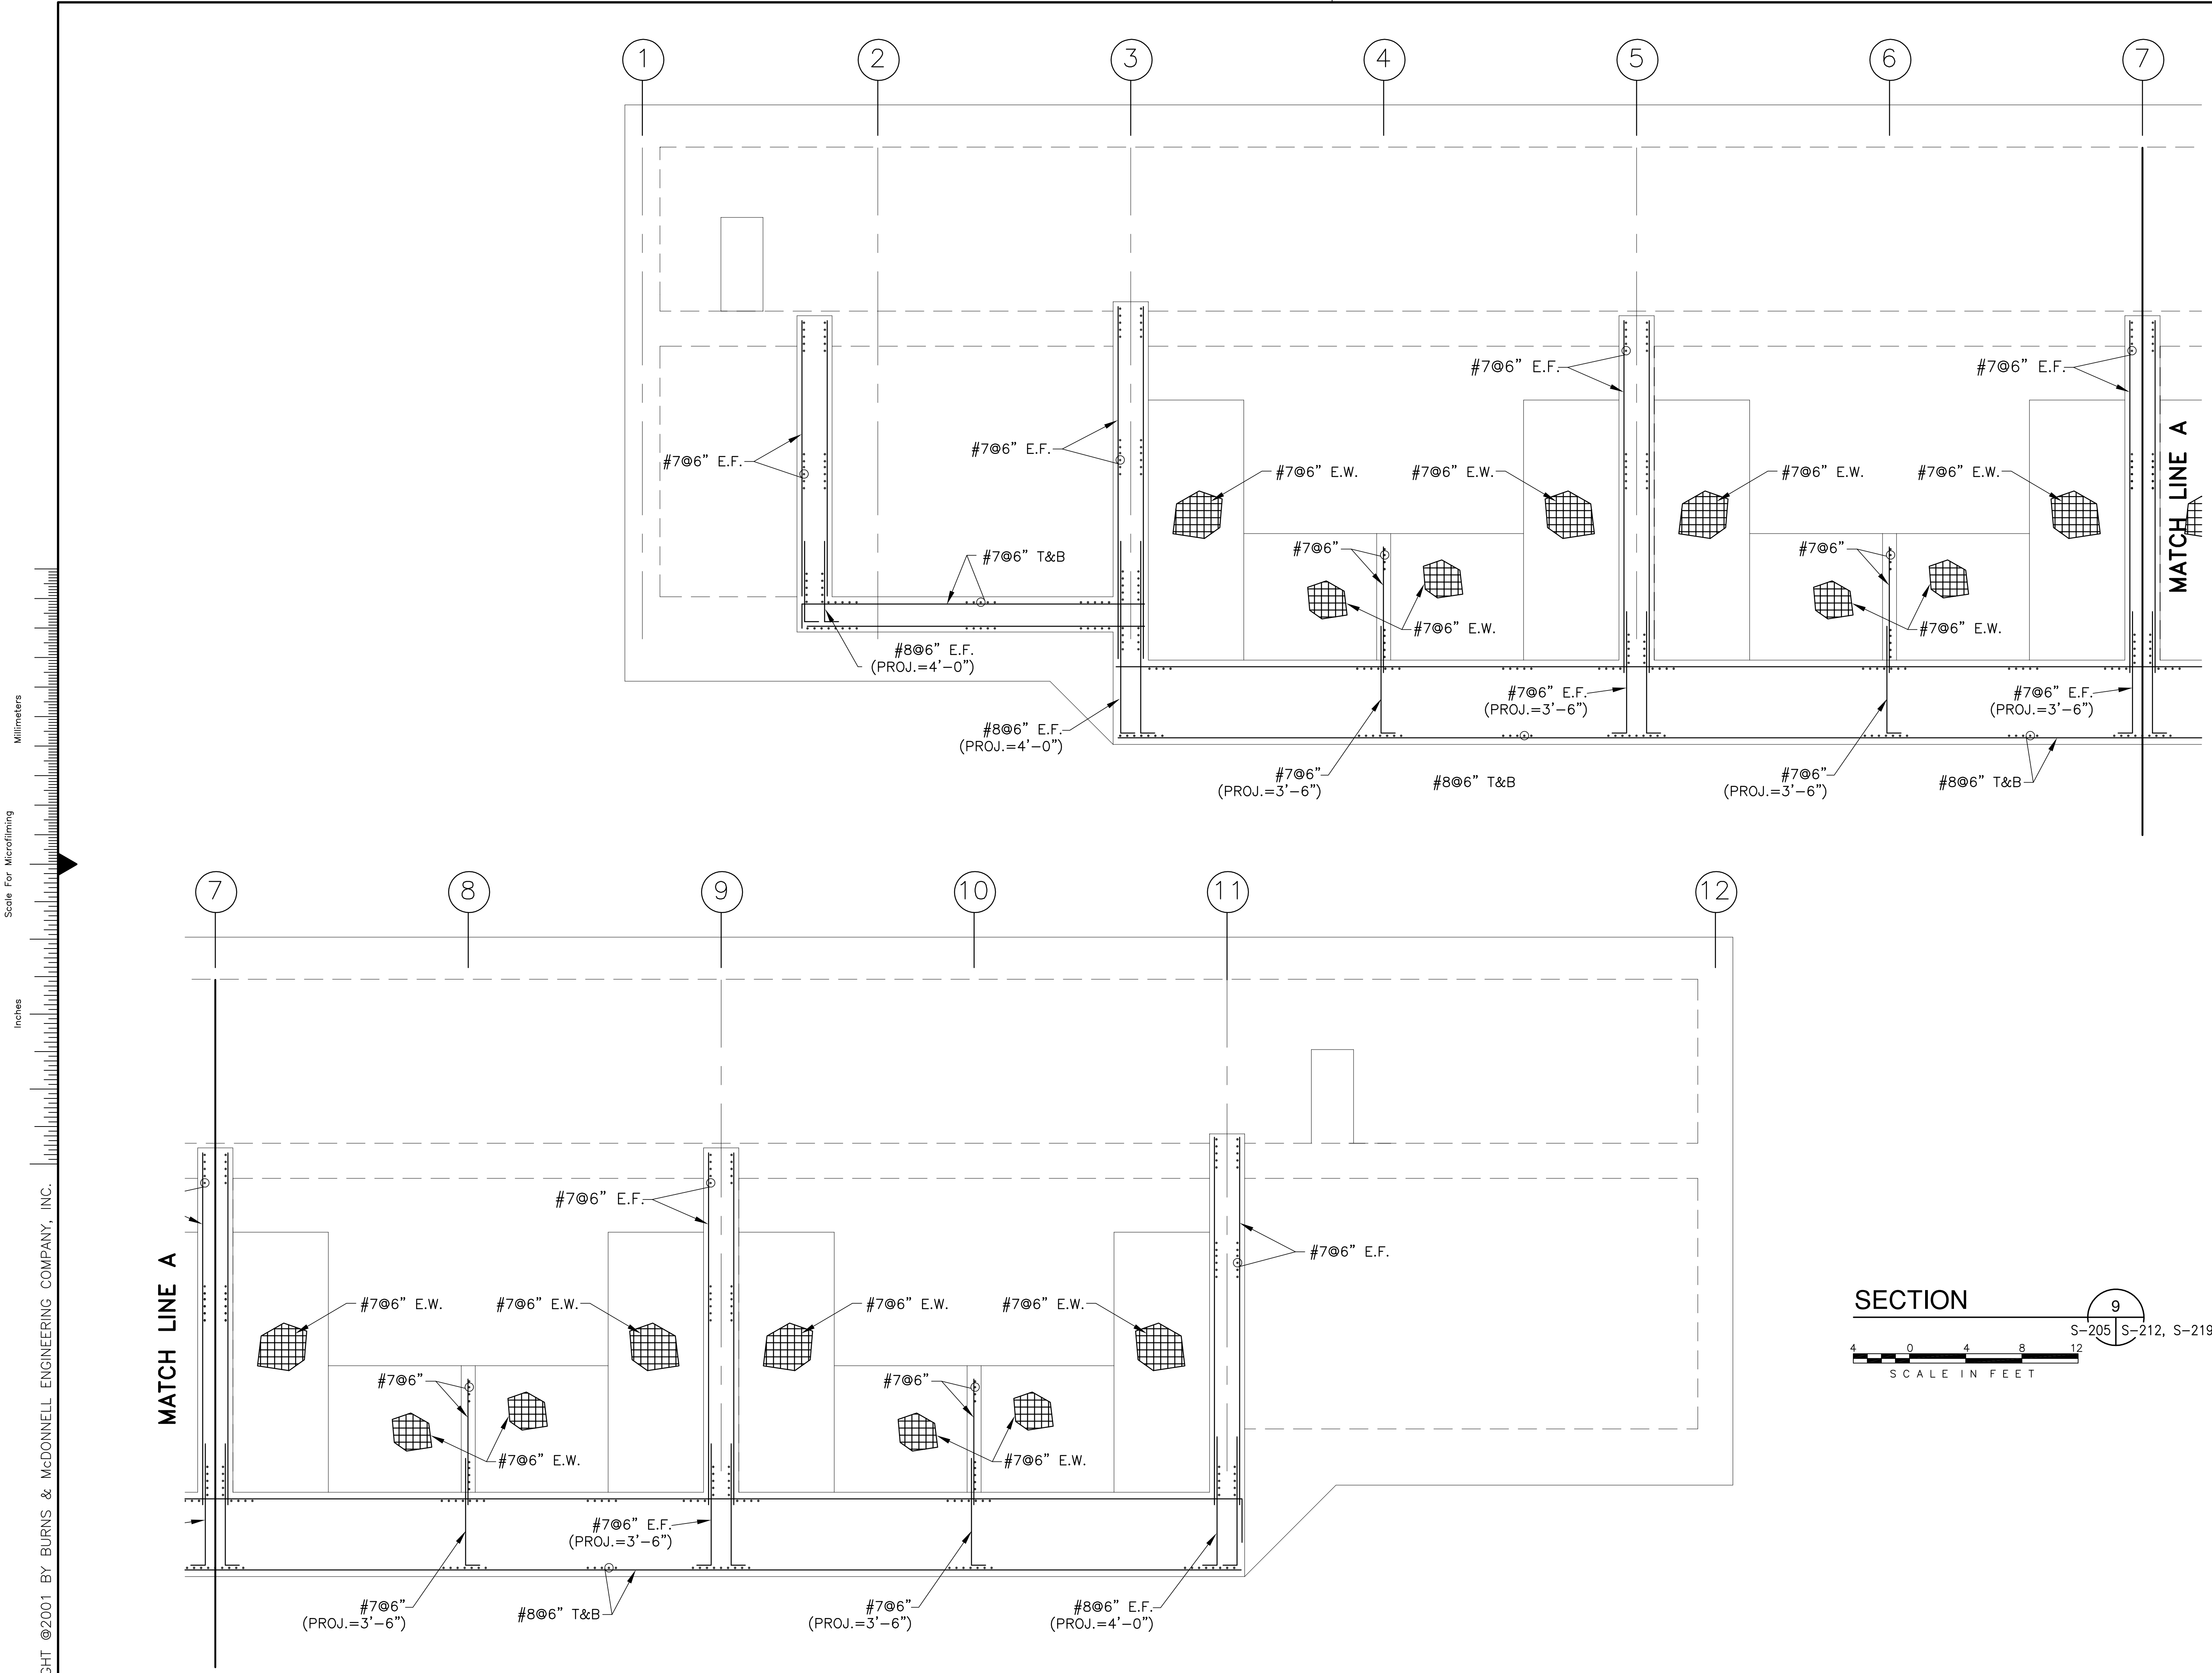 1 2 3 4 5 6 7
#7@6" E.F. #7@6" E.F.
#7@6" E.F. #7@6" E.F.
MATCH LINE A
#7@6" E.W. #7@6" E.W. #7@6" E.W. #7@6" E.W.
#7@6" T&B #7@6" #7@6"
#7@6" E.W. #7@6" E.W.
#8@6" E.F.
(PROJ.=4'-0")
#7@6" E.F.
(PROJ.=3'-6")
#7@6" E.F.
(PROJ.=3'-6")
#8@6" E.F.
(PROJ.=4'-0")
#7@6"
(PROJ.=3'-6")
#8@6" T&B
#7@6"
(PROJ.=3'-6")
#8@6" T&B
7 8 9 10 11 12
#7@6" E.F.
#7@6" E.F.
MATCH LINE A
#7@6" E.W. #7@6" E.W. #7@6" E.W. #7@6" E.W.
#7@6" #7@6"
#7@6" E.W. #7@6" E.W.
#7@6" E.F.
(PROJ.=3'-6")
#7@6"
(PROJ.=3'-6")
#8@6" T&B
#7@6"
(PROJ.=3'-6")
#8@6" E.F.
(PROJ.=4'-0")
SECTION
9
S-205 S-212, S-219
4 0 4 8 12
SCALE IN FEET
Millimeters
Scale For Microfilming
Inches
GHT @2001 BY BURNS & McDONNELL ENGINEERING COMPANY, INC.